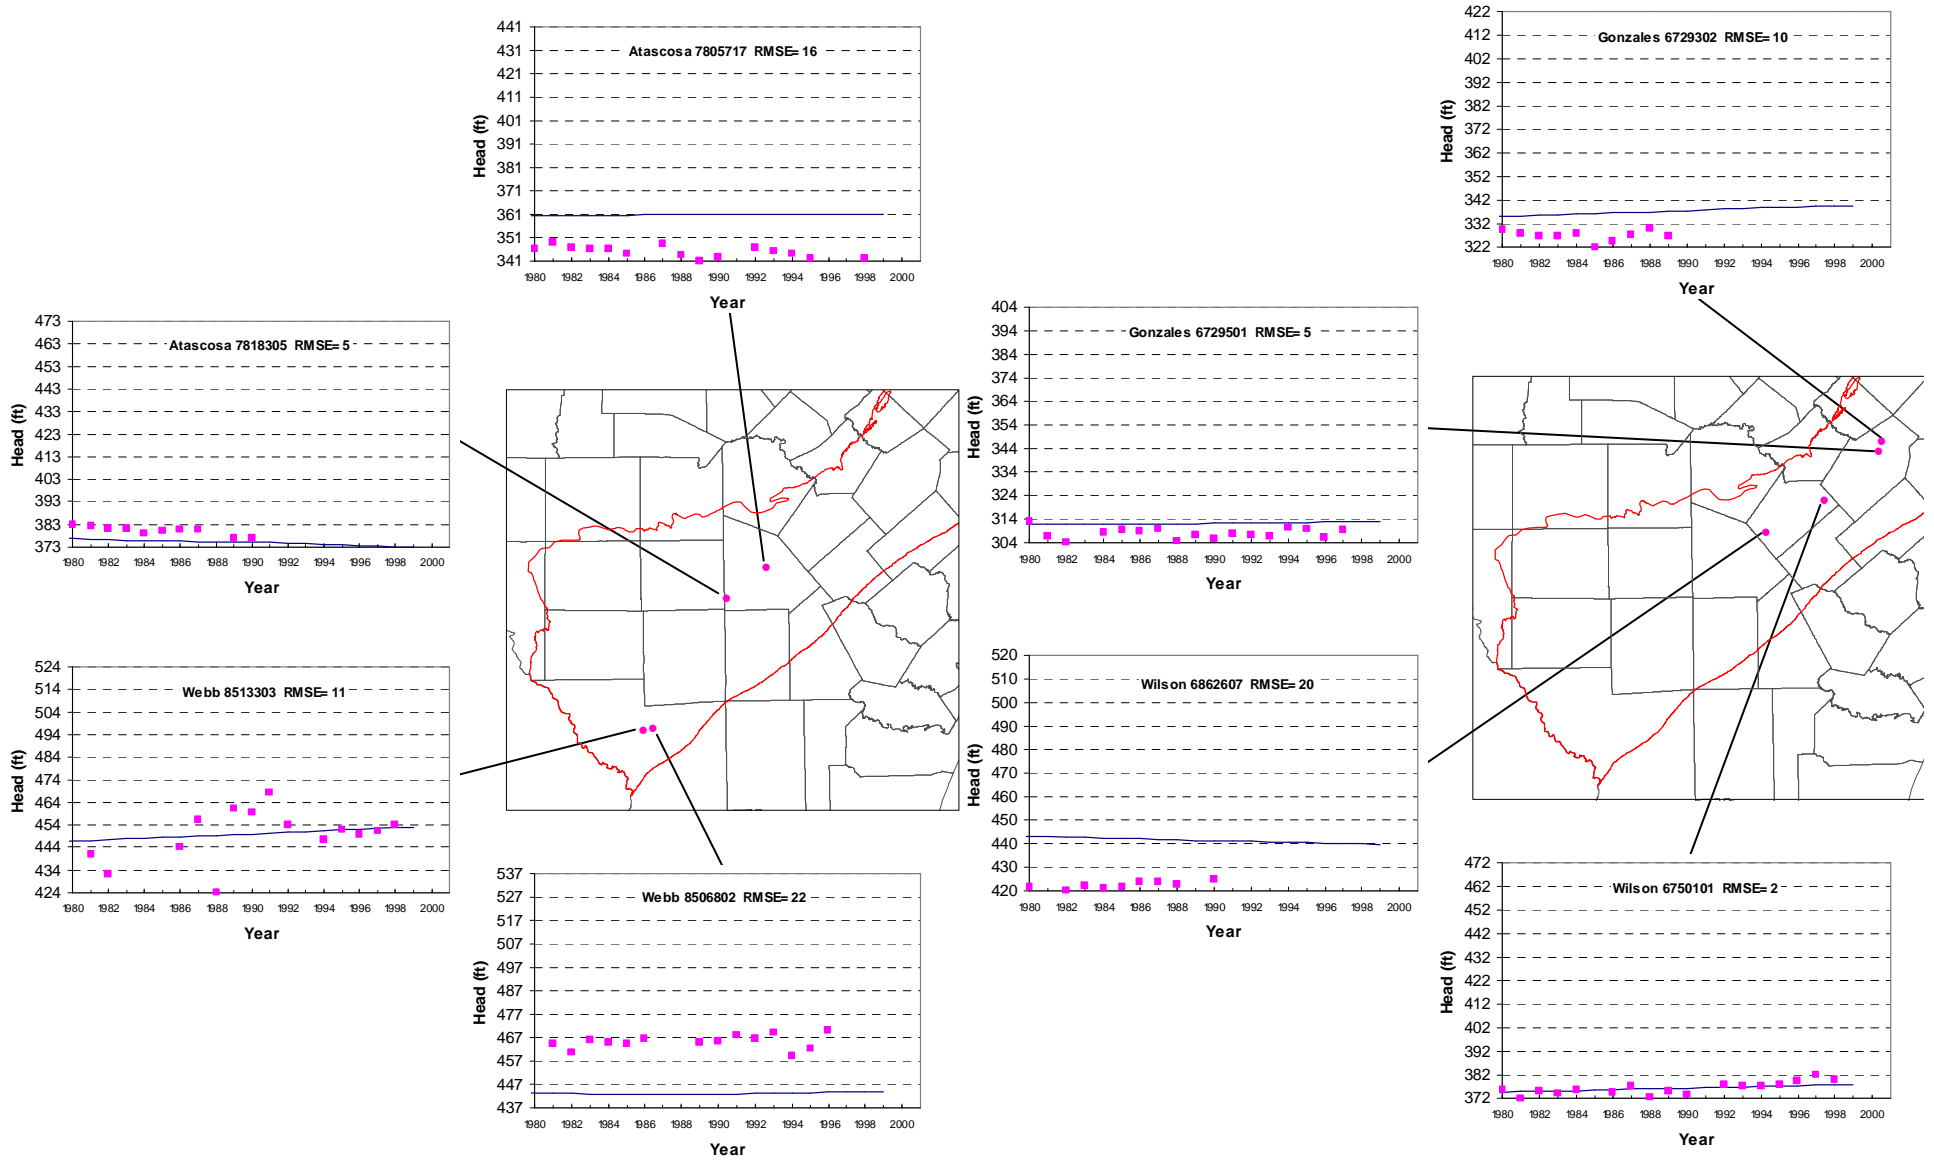 Atascosa 7805717 RMSE= 16
Head (ft)
441
431
421
411
401
391
381
371
361
351
341
1980 1982 1984 1986 1988 1990 1992 1994 1996 1998 2000
Year
Gonzales 6729302 RMSE= 10
Head (ft)
422
412
402
392
382
372
362
352
342
332
322
1980 1982 1984 1986 1988 1990 1992 1994 1996 1998 2000
Year
Atascosa 7818305 RMSE= 5
Head (ft)
473
463
453
443
433
423
413
403
393
383
373
1980 1982 1984 1986 1988 1990 1992 1994 1996 1998 2000
Year
Gonzales 6729501 RMSE= 5
Head (ft)
404
394
384
374
364
354
344
334
324
314
304
1980 1982 1984 1986 1988 1990 1992 1994 1996 1998 2000
Year
Webb 8513303 RMSE= 11
Head (ft)
524
514
504
494
484
474
464
454
444
434
424
1980 1982 1984 1986 1988 1990 1992 1994 1996 1998 2000
Year
Wilson 6862607 RMSE= 20
Head (ft)
520
510
500
490
480
470
460
450
440
430
420
1980 1982 1984 1986 1988 1990 1992 1994 1996 1998 2000
Year
Webb 8506802 RMSE= 22
Head (ft)
537
527
517
507
497
487
477
467
457
447
437
1980 1982 1984 1986 1988 1990 1992 1994 1996 1998 2000
Year
Wilson 6750101 RMSE= 2
Head (ft)
472
462
452
442
432
422
412
402
392
382
372
1980 1982 1984 1986 1988 1990 1992 1994 1996 1998 2000
Year